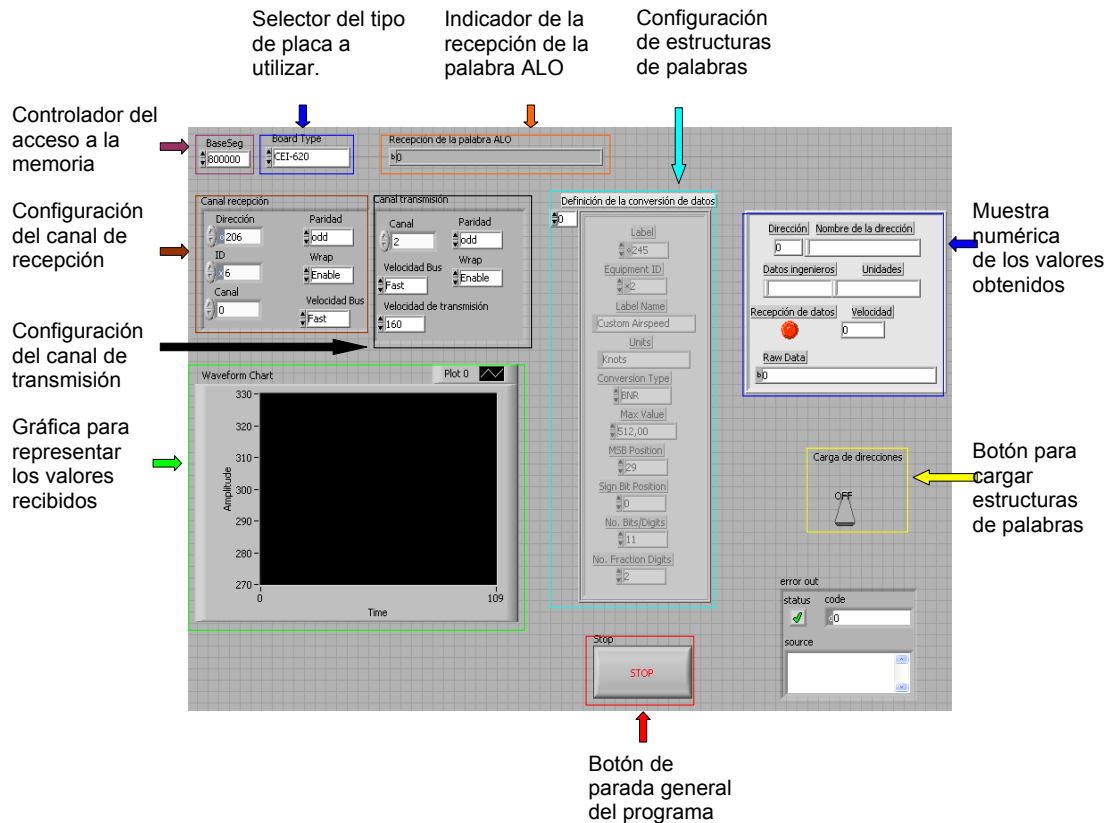 Selector del tipo
de placa a
utilizar.
Indicador de la
recepción de la
palabra ALO
Configuración
de estructuras
de palabras
Controlador del
acceso a la
memoria
BaseSeg
800000
Board Type
CEI-620
Recepción de la palabra ALO
b0
Configuración
del canal de
recepción
Canal recepción
Dirección
o206
Paridad
odd
ID
x6
Wrap
Enable
Canal
0
Velocidad Bus
Fast
Canal transmisión
Canal
2
Paridad
odd
Velocidad Bus
Fast
Wrap
Enable
Velocidad de transmisión
160
Definición de la conversión de datos
0
Label
o245
Equipment ID
x2
Label Name
Custom Airspeed
Units
Knots
Conversion Type
BNR
Max Value
512,00
MSB Position
29
Sign Bit Position
0
No. Bits/Digits
11
No. Fraction Digits
2
Dirección
0
Nombre de la dirección
Datos ingenieros
Unidades
Recepción de datos
Velocidad
0
Raw Data
b0
Muestra
numérica
de los valores
obtenidos
Configuración
del canal de
transmisión
Gráfica para
representar
los valores
recibidos
Waveform Chart
Plot 0
330
320
310
300
290
280
270
Amplitude
0
109
Time
Carga de direcciones
OFF
Botón para
cargar
estructuras
de palabras
error out
status
code
d0
source
Stop
STOP
Botón de
parada general
del programa